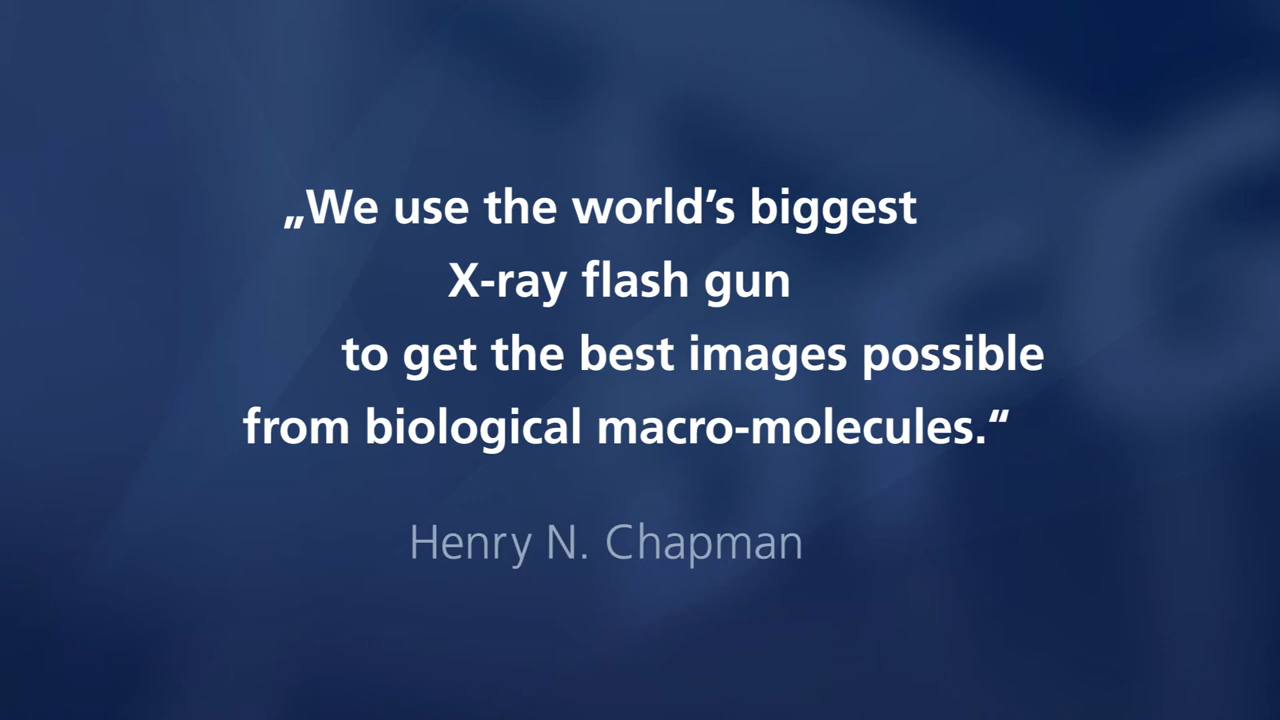 „We use the world’s biggest
X-ray flash gun
to get the best images possible
from biological macro-molecules.“
Henry N. Chapman